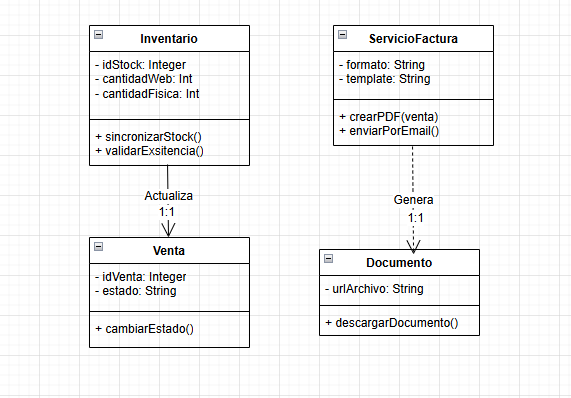 Inventario
- idStock: Integer
- cantidadWeb: Int
- cantidadFisica: Int
+ sincronizarStock()
+ validarExsitencia()
Actualiza
1:1
Venta
- idVenta: Integer
- estado: String
+ cambiarEstado()
ServicioFactura
- formato: String
- template: String
+ crearPDF(venta)
+ enviarPorEmail()
Genera
1:1
Documento
- urlArchivo: String
+ descargarDocumento()